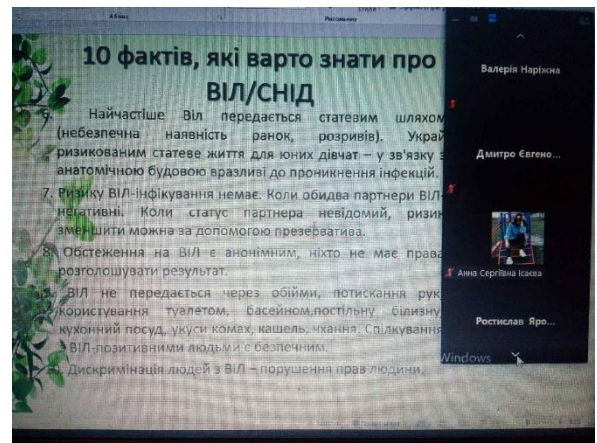 10 фактів, які варто знати про
ВІЛ/СНІД
6. Найчастіше Віл передається статевим шляхом
(небезпечна наявність ранок, розривів). Украй
ризикованим статеве життя для юних дівчат – у зв'язку з
анатомічною будовою вразливі до проникнення інфекцій.
7. Ризику ВІЛ-інфікування немає. Коли обидва партнери ВІЛ-
негативні. Коли статус партнера невідомий, ризик
зменшити можна за допомогою презерватива.
8. Обстеження на ВІЛ є анонімним, ніхто не має права
розголошувати результат.
9. ВІЛ не передається через обійми, потискання рук,
користування туалетом, басейном,постільну білизну,
кухонний посуд, укуси комах, кашель, чхання. Спілкування
з ВІЛ-позитивними людьми є безпечним.
Дискримінація людей з ВІЛ – порушення прав людини.
Валерія Наріжна
Дмитро Євгено...
Анна Сергіївна Ісаєва
Ростислав Яро...
Windows